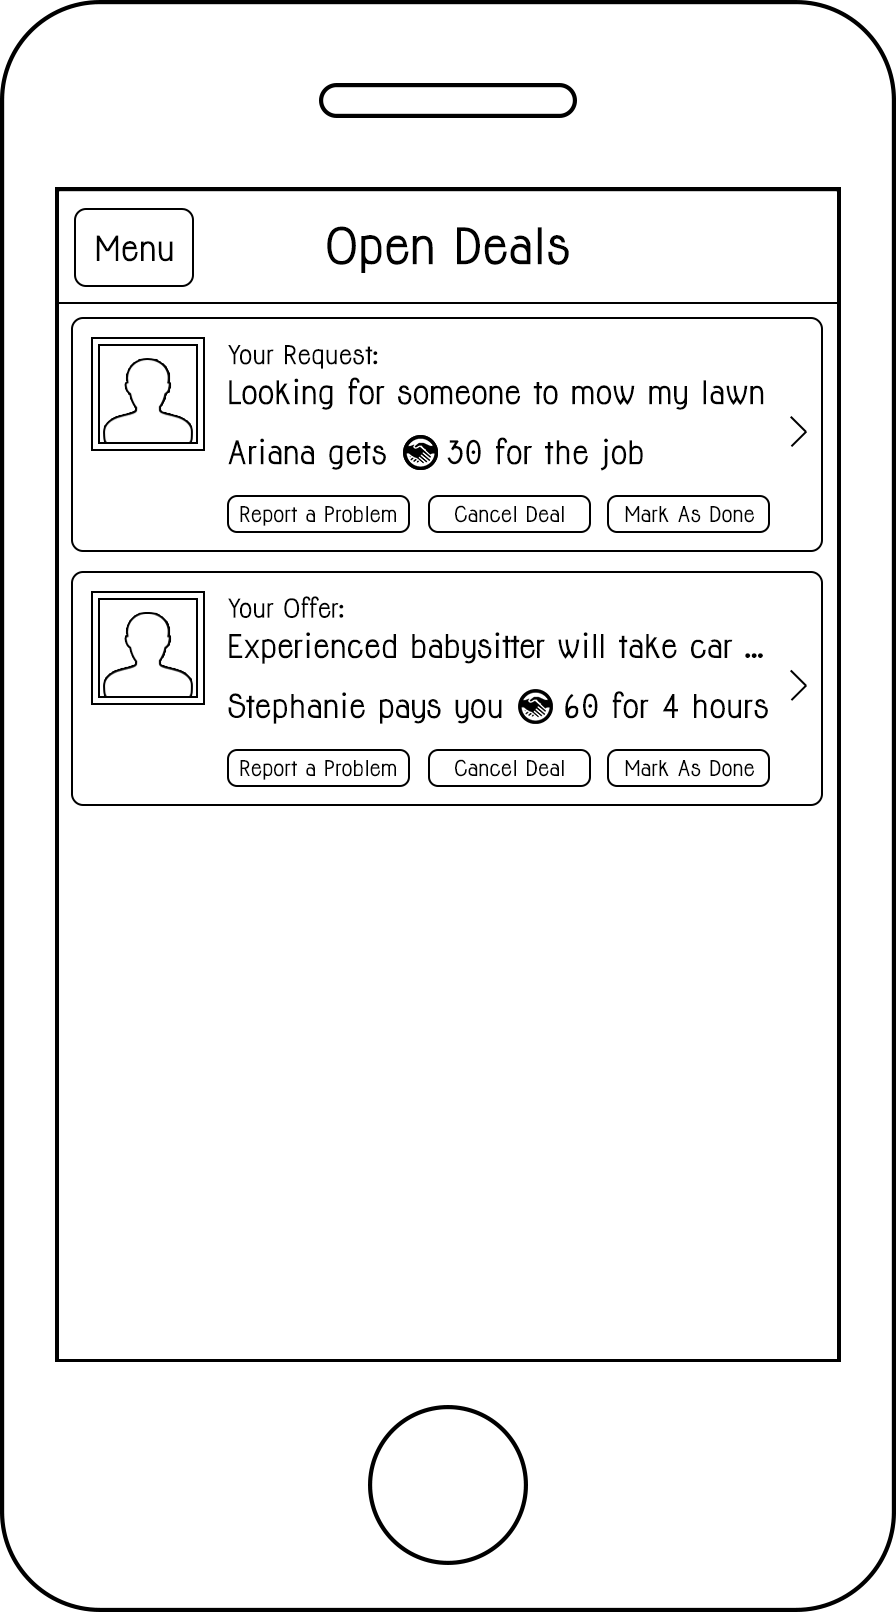 Menu
Open Deals
Your Request:
Looking for someone to mow my lawn
Ariana gets 30 for the job
Report a Problem
Cancel Deal
Mark As Done
Your Offer:
Experienced babysitter will take car ...
Stephanie pays you 60 for 4 hours
Report a Problem
Cancel Deal
Mark As Done